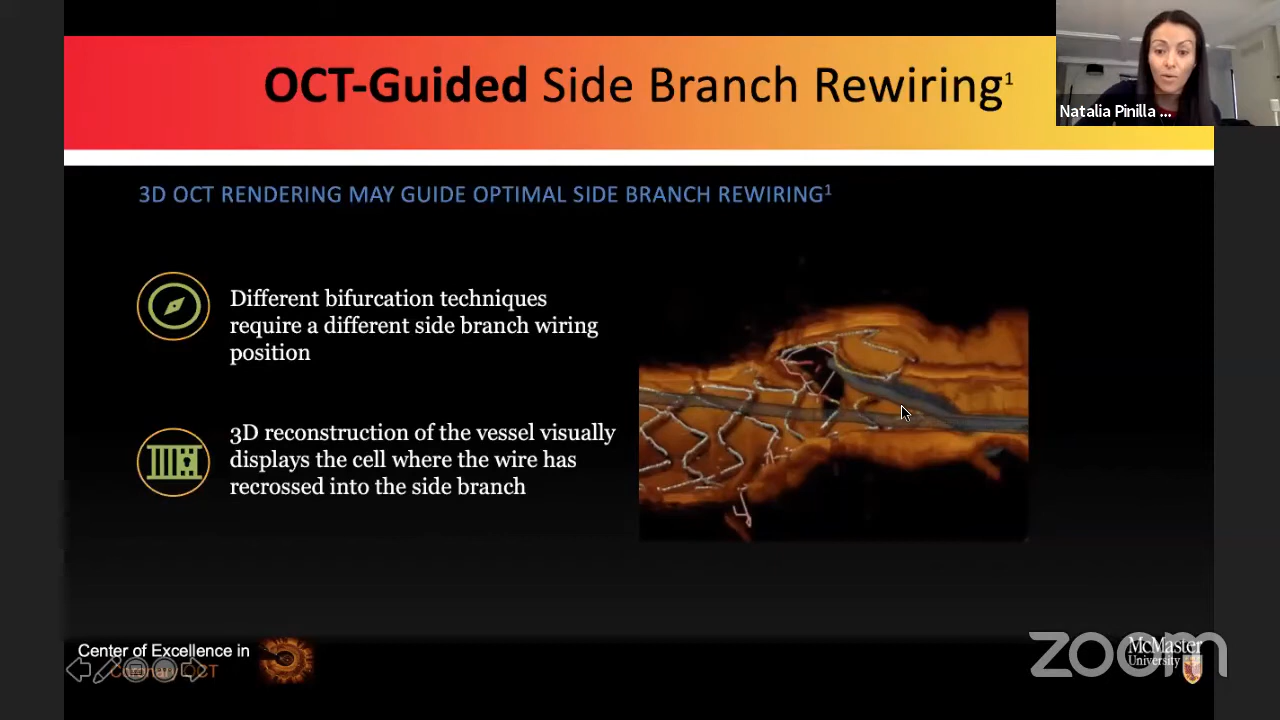 OCT-Guided Side Branch Rewiring¹
Natalia Pinilla ...
3D OCT RENDERING MAY GUIDE OPTIMAL SIDE BRANCH REWIRING¹
Different bifurcation techniques
require a different side branch wiring
position
3D reconstruction of the vessel visually
displays the cell where the wire has
recrossed into the side branch
Center of Excellence in
Coronary OCT
McMaster
University
zoom